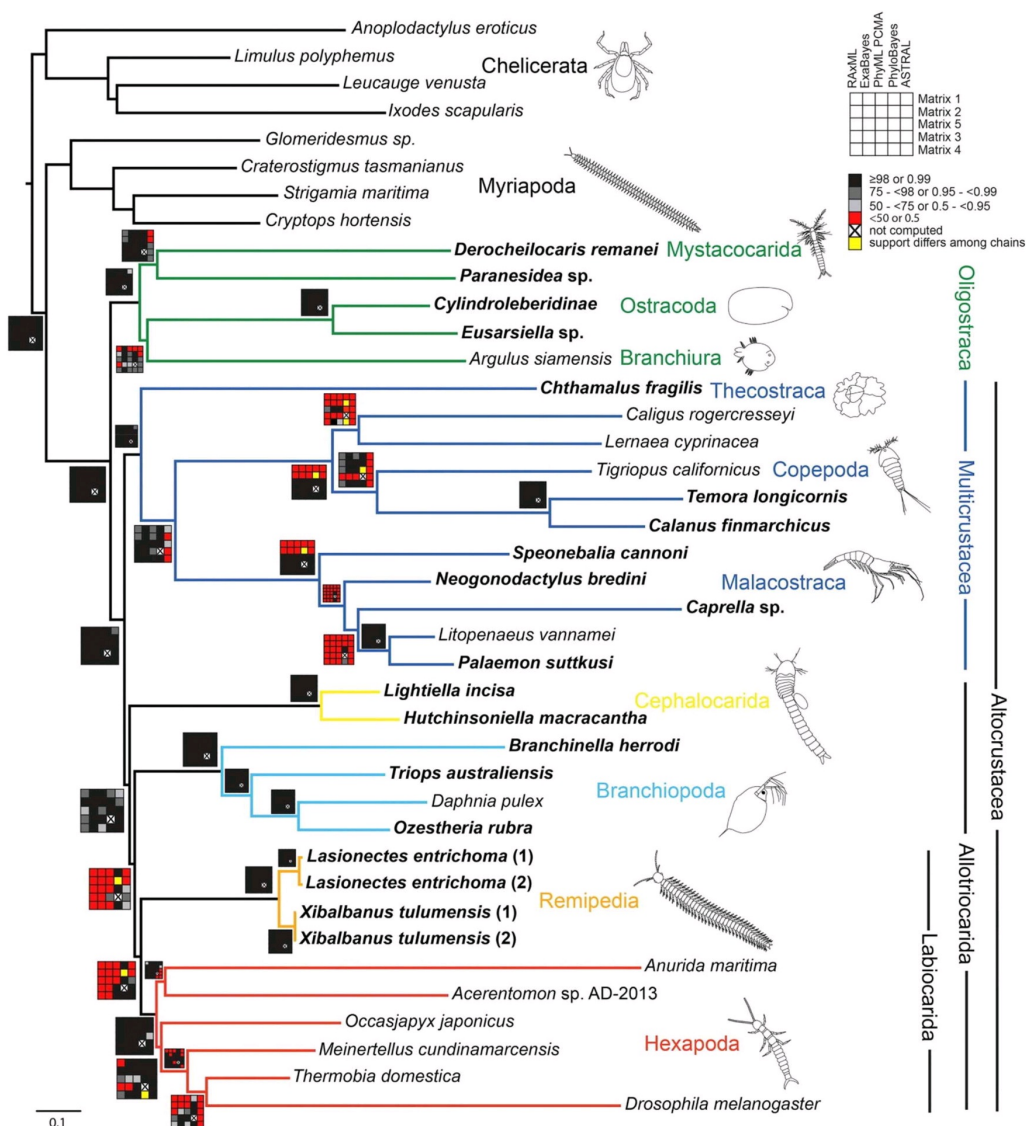 Anoplodactylus eroticus
Limulus polyphemus
Chelicerata
Leucauge venusta
Ixodes scapularis
RAxML
ExaBayes
PhyML PCMA
PhyloBayes
ASTRAL
Matrix 1
Matrix 2
Matrix 5
Matrix 3
Matrix 4
≥98 or 0.99
75 - <98 or 0.95 - <0.99
50 - <75 or 0.5 - <0.95
<50 or 0.5
not computed
support differs among chains
Glomeridesmus sp.
Craterostigmus tasmanianus
Myriapoda
Strigamia maritima
Cryptops hortensis
Derocheilocaris remanei Mystacocarida
Paranesidea sp.
Cylindroleberidinae Ostracoda
Eusarsiella sp.
Argulus siamensis Branchiura
Oligostraca
Chthamalus fragilis Thecostraca
Caligus rogercresseyi
Lernaea cyprinacea
Tigriopus californicus Copepoda
Temora longicornis
Calanus finmarchicus
Speonebalia cannoni
Neogonodactylus bredini Malacostraca
Caprella sp.
Litopenaeus vannamei
Palaemon suttkusi
Multicrustacea
Lightiella incisa
Cephalocarida
Hutchinsoniella macracantha
Altocrustacea
Branchinella herrodi
Triops australiensis
Branchiopoda
Daphnia pulex
Ozestheria rubra
Lasionectes entrichoma (1)
Lasionectes entrichoma (2)
Remipedia
Xibalbanus tulumensis (1)
Xibalbanus tulumensis (2)
Allotriocarida
Labiocarida
Anurida maritima
Acerentomon sp. AD-2013
Occasjapyx japonicus
Hexapoda
Meinertellus cundinamarcensis
Thermobia domestica
Drosophila melanogaster
0.1